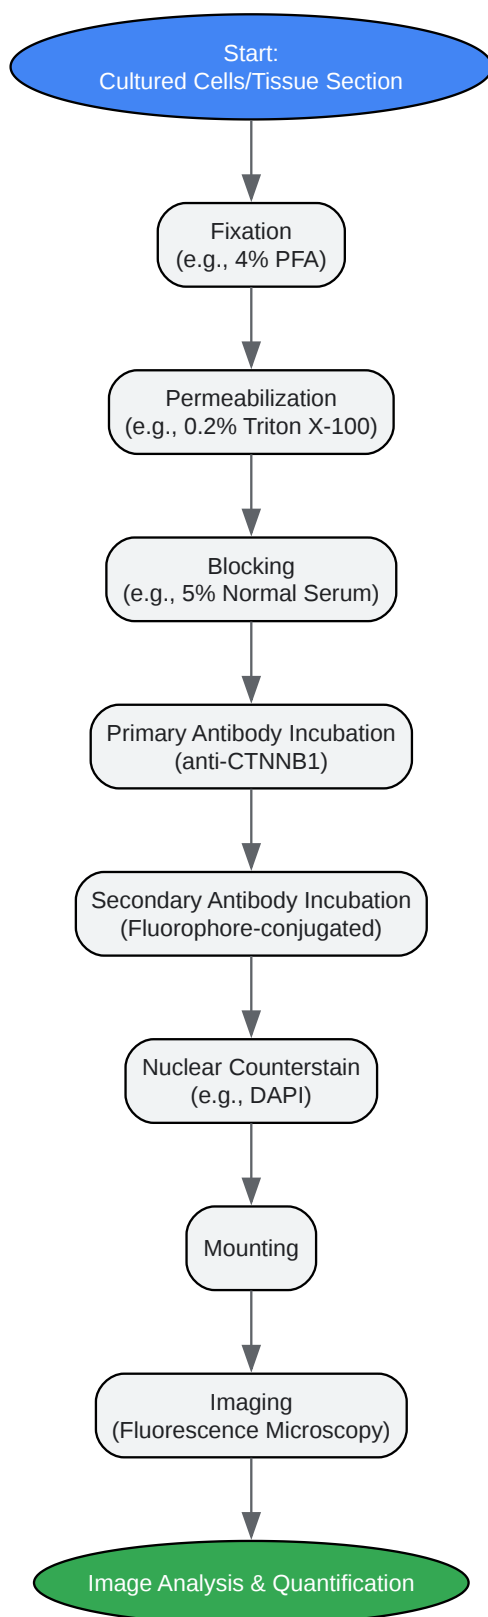 Start:
Cultured Cells/Tissue Section
Fixation
(e.g., 4% PFA)
Permeabilization
(e.g., 0.2% Triton X-100)
Blocking
(e.g., 5% Normal Serum)
Primary Antibody Incubation
(anti-CTNNB1)
Secondary Antibody Incubation
(Fluorophore-conjugated)
Nuclear Counterstain
(e.g., DAPI)
Mounting
Imaging
(Fluorescence Microscopy)
Image Analysis & Quantification